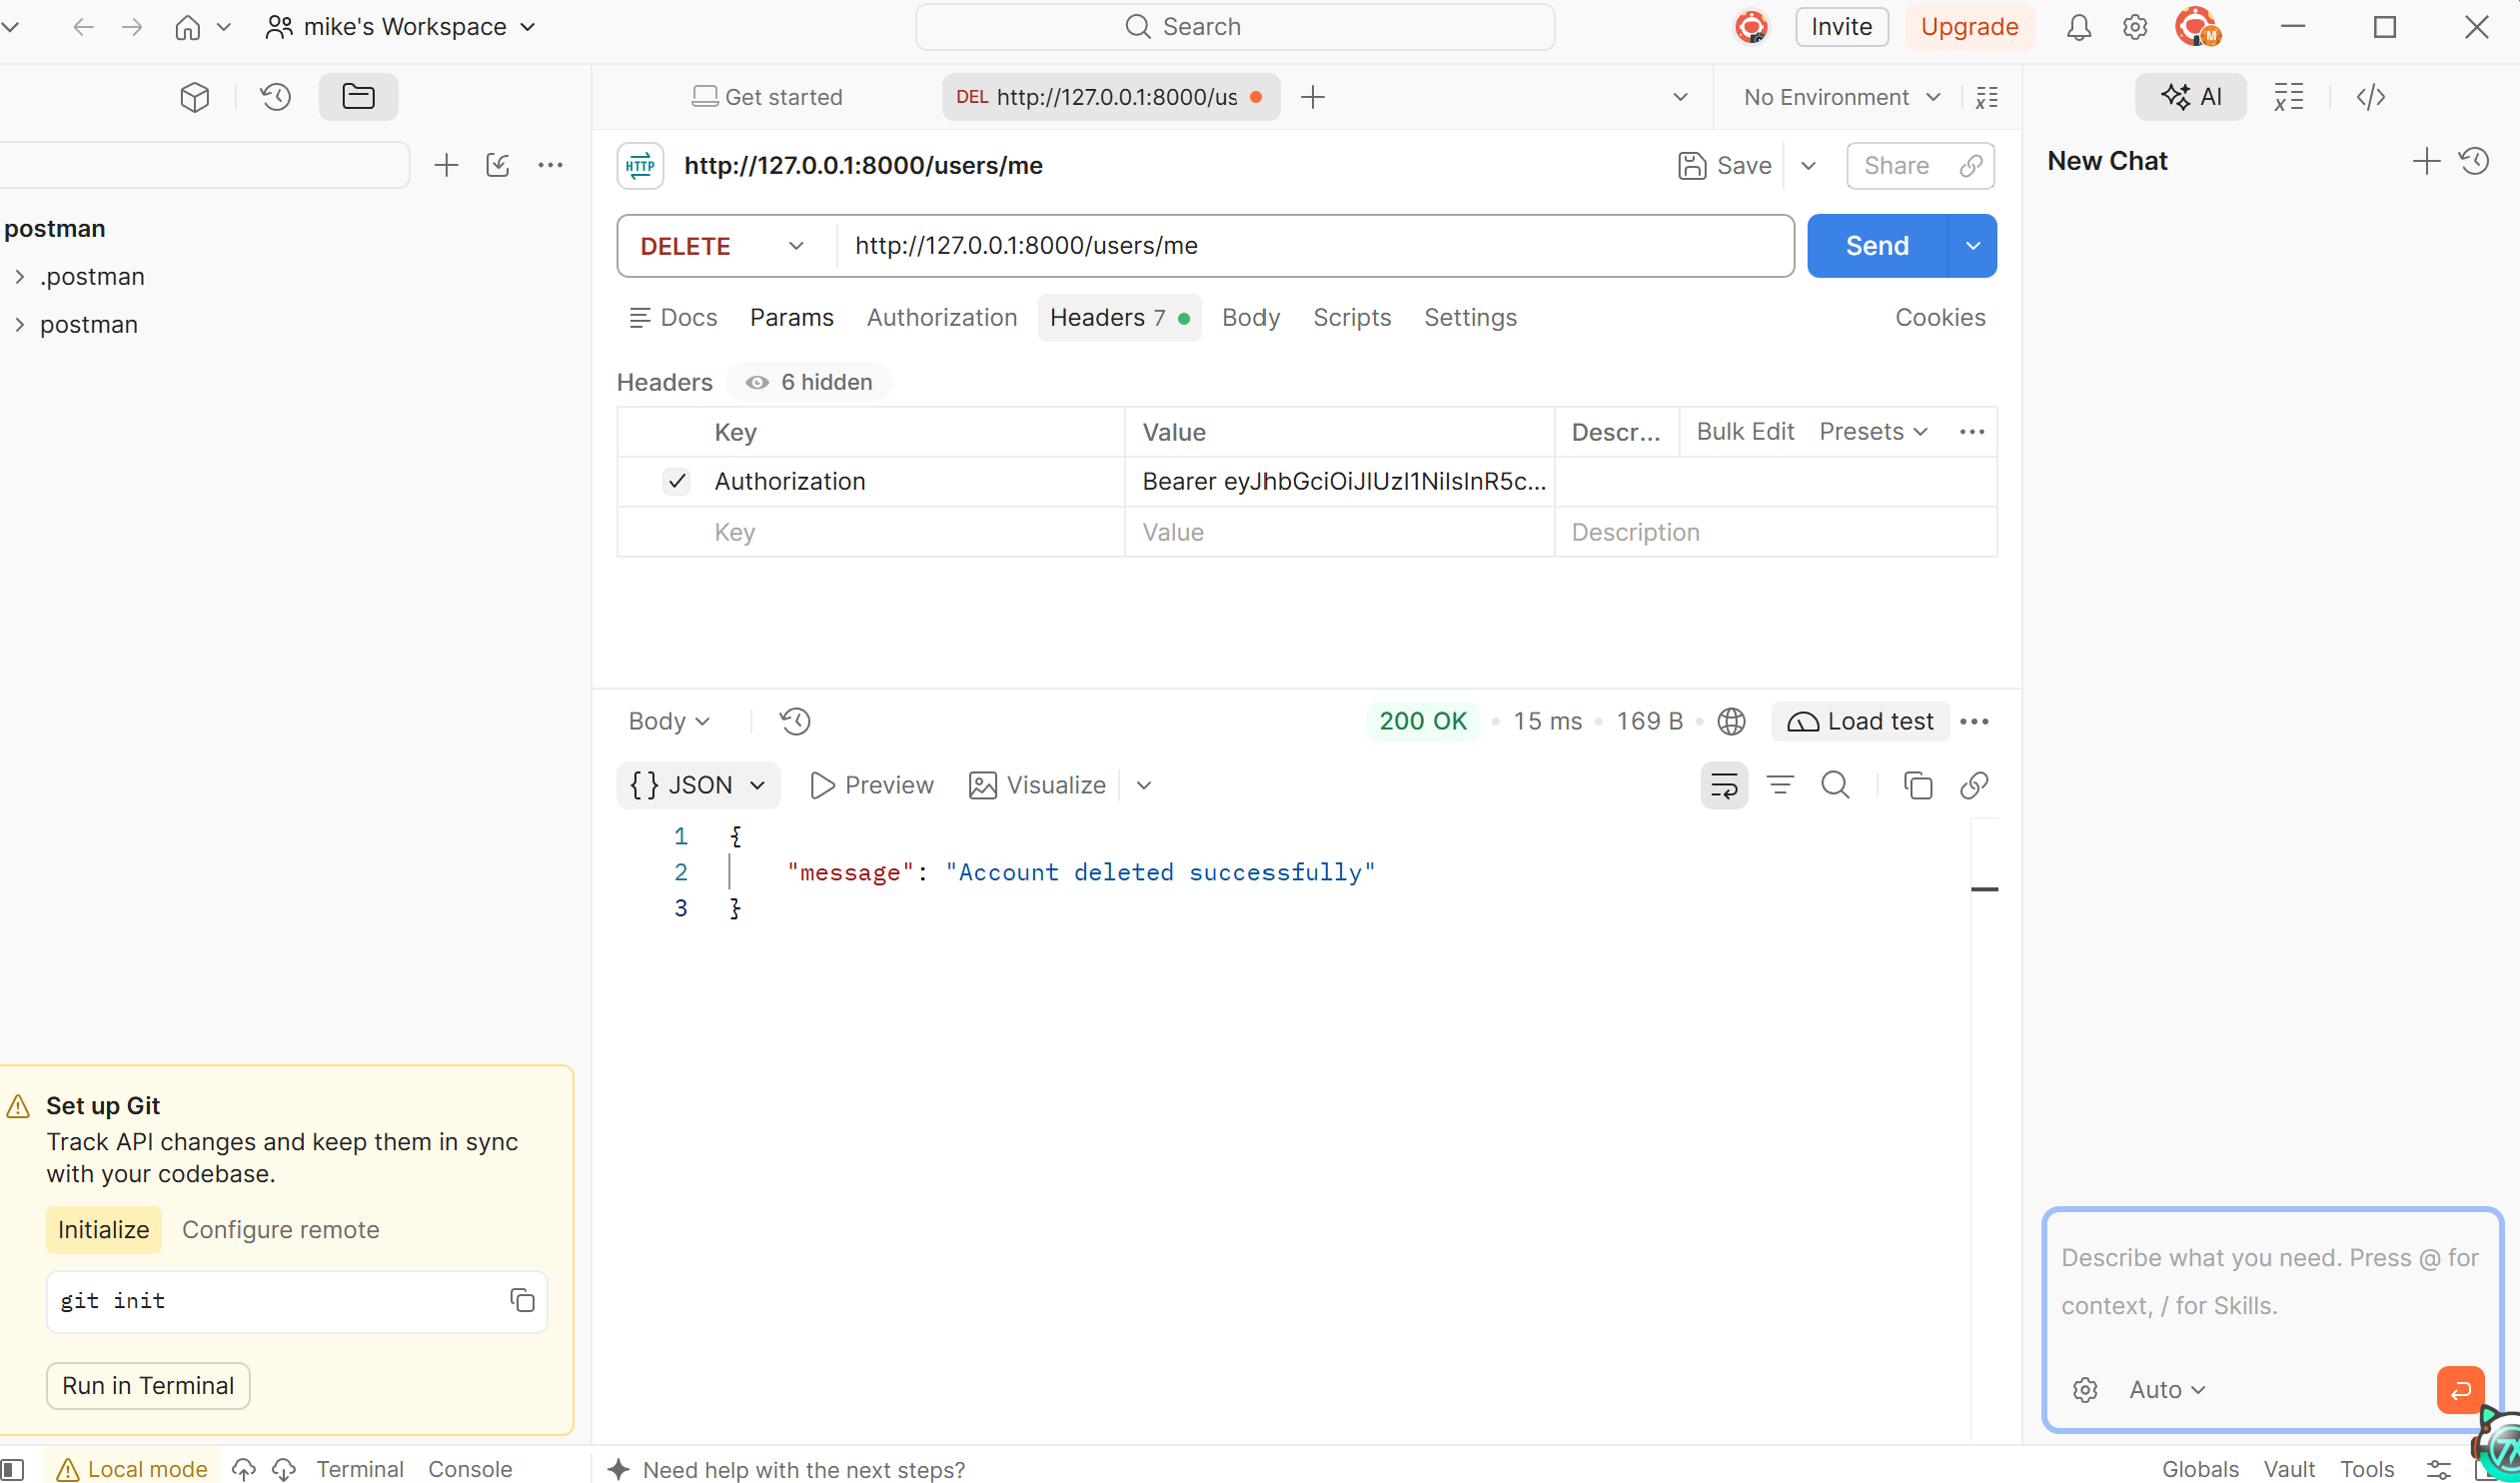 mike's Workspace
Search
Invite
Upgrade
M
Get started
DEL http://127.0.0.1:8000/us
No Environment
AI
HTTP
http://127.0.0.1:8000/users/me
Save
Share
New Chat
postman
.postman
postman
DELETE
http://127.0.0.1:8000/users/me
Send
Docs
Params
Authorization
Headers 7
Body
Scripts
Settings
Cookies
Headers
6 hidden
Key
Value
Descr...
Bulk Edit
Presets
Authorization
Bearer eyJhbGciOiJIUzI1NiIsInR5c...
Key
Value
Description
Body
200 OK
15 ms
169 B
Load test
{} JSON
Preview
Visualize
1 {
2 "message": "Account deleted successfully"
3 }
Set up Git
Track API changes and keep them in sync
with your codebase.
Initialize
Configure remote
git init
Run in Terminal
Describe what you need. Press @ for
context, / for Skills.
Auto
Local mode
Terminal
Console
Need help with the next steps?
Globals
Vault
Tools